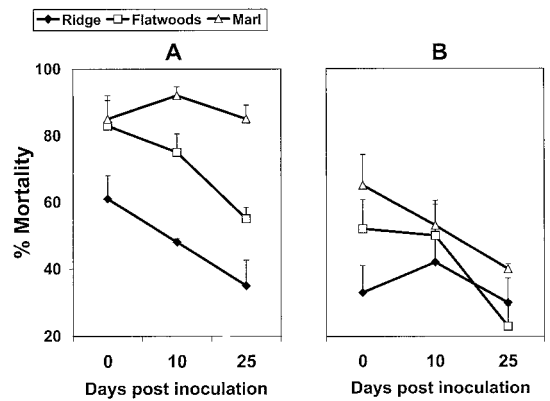 Ridge Flatwoods Marl
A B
100
80
60
40
20
% Mortality
0 10 25 0 10 25
Days post inoculation Days post inoculation